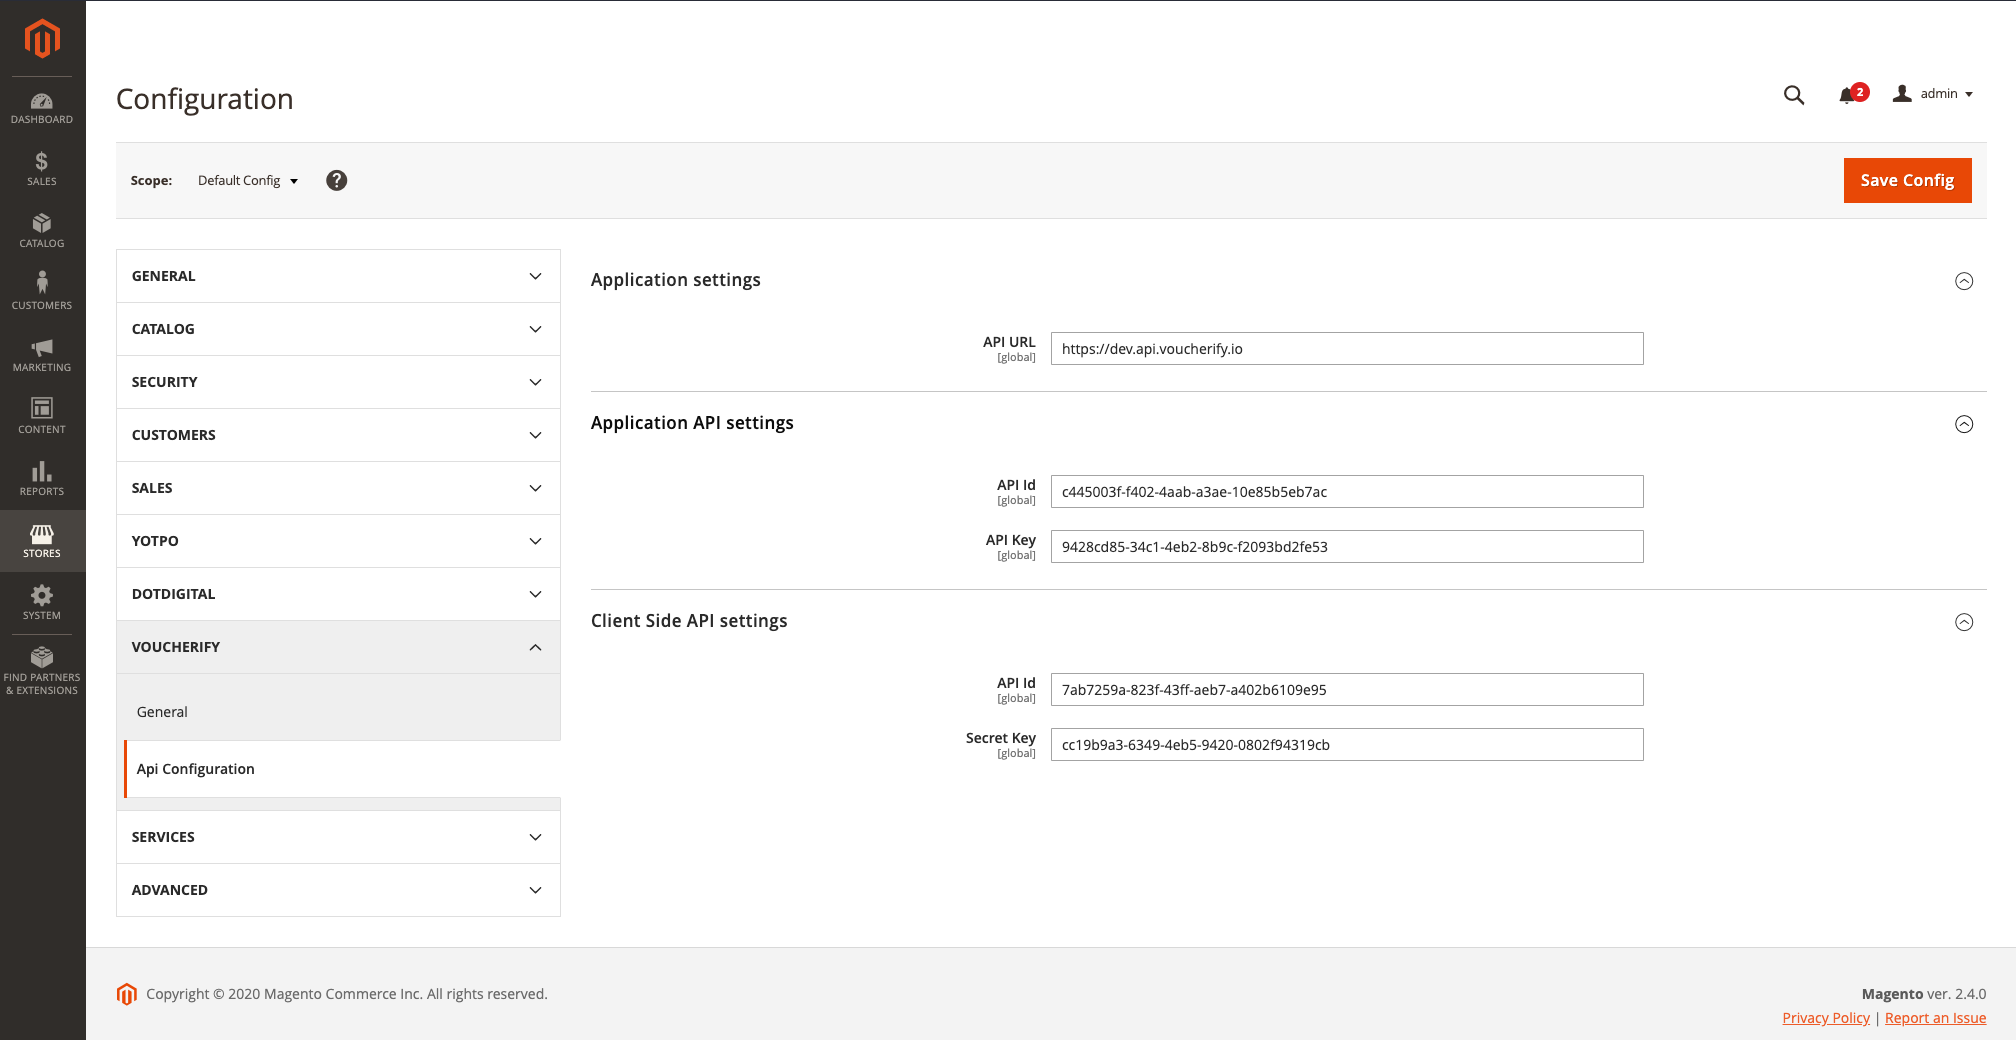 DASHBOARD
SALES
CATALOG
CUSTOMERS
MARKETING
CONTENT
REPORTS
STORES
SYSTEM
FIND PARTNERS
& EXTENSIONS
Configuration
2
admin
Scope:
Default Config
?
Save Config
GENERAL
CATALOG
SECURITY
CUSTOMERS
SALES
YOTPO
DOTDIGITAL
VOUCHERIFY
General
Api Configuration
SERVICES
ADVANCED
Application settings
API URL
[global]
https://dev.api.voucherify.io
Application API settings
API Id
[global]
c445003f-f402-4aab-a3ae-10e85b5eb7ac
API Key
[global]
9428cd85-34c1-4eb2-8b9c-f2093bd2fe53
Client Side API settings
API Id
[global]
7ab7259a-823f-43ff-aeb7-a402b6109e95
Secret Key
[global]
cc19b9a3-6349-4eb5-9420-0802f94319cb
Copyright © 2020 Magento Commerce Inc. All rights reserved.
Magento ver. 2.4.0
Privacy Policy | Report an Issue